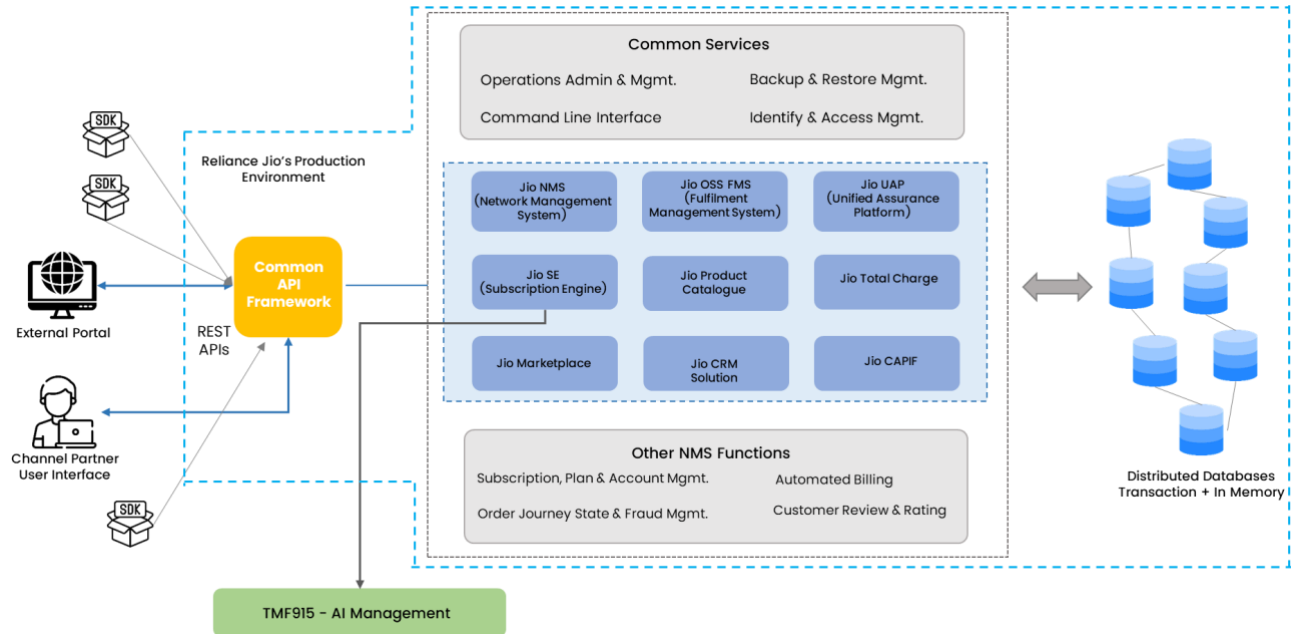 Common Services
Operations Admin & Mgmt.
Backup & Restore Mgmt.
Command Line Interface
Identify & Access Mgmt.
SDK
SDK
Reliance Jio's Production
Environment
Jio NMS
(Network Management
System)
Jio OSS FMS
(Fulfilment
Management System)
Jio UAP
(Unified Assurance
Platform)
Common
API
Framework
Jio SE
(Subscription Engine)
Jio Product
Catalogue
Jio Total Charge
External Portal
REST
APIs
Jio Marketplace
Jio CRM
Solution
Jio CAPIF
Channel Partner
User Interface
Other NMS Functions
Subscription, Plan & Account Mgmt.
Automated Billing
Order Journey State & Fraud Mgmt.
Customer Review & Rating
Distributed Databases
Transaction + In Memory
SDK
TMF915 - AI Management